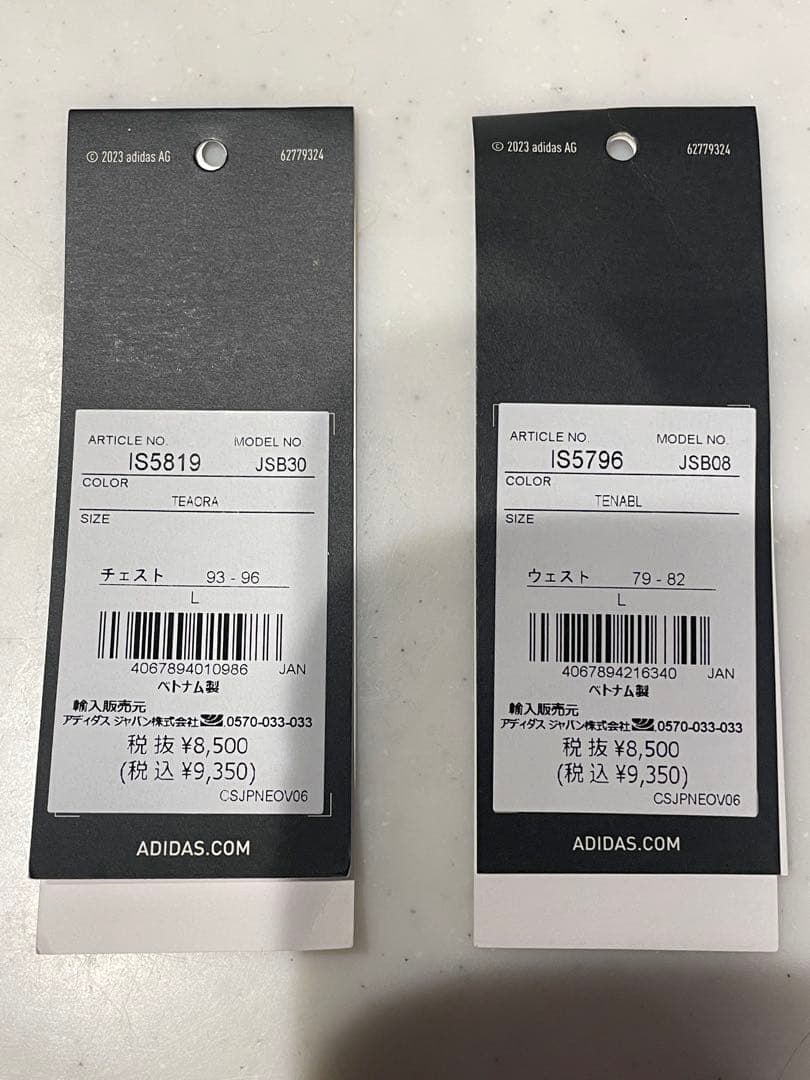 © 2023 adidas AG 62779324
ARTICLE NO. MODEL NO.
IS5819 JSB30
COLOR
TEAORA
SIZE
チェスト 93 - 96
L
4067894010986 JAN
ベトナム製
輸入販売元
アディダス ジャパン株式会社 0570-033-033
税抜 ¥8,500
(税込 ¥9,350)
CSJPNEOV06
ADIDAS.COM
© 2023 adidas AG 62779324
ARTICLE NO. MODEL NO.
IS5796 JSB08
COLOR
TENABL
SIZE
ウェスト 79 - 82
L
4067894216340 JAN
ベトナム製
輸入販売元
アディダス ジャパン株式会社 0570-033-033
税抜 ¥8,500
(税込 ¥9,350)
CSJPNEOV06
ADIDAS.COM